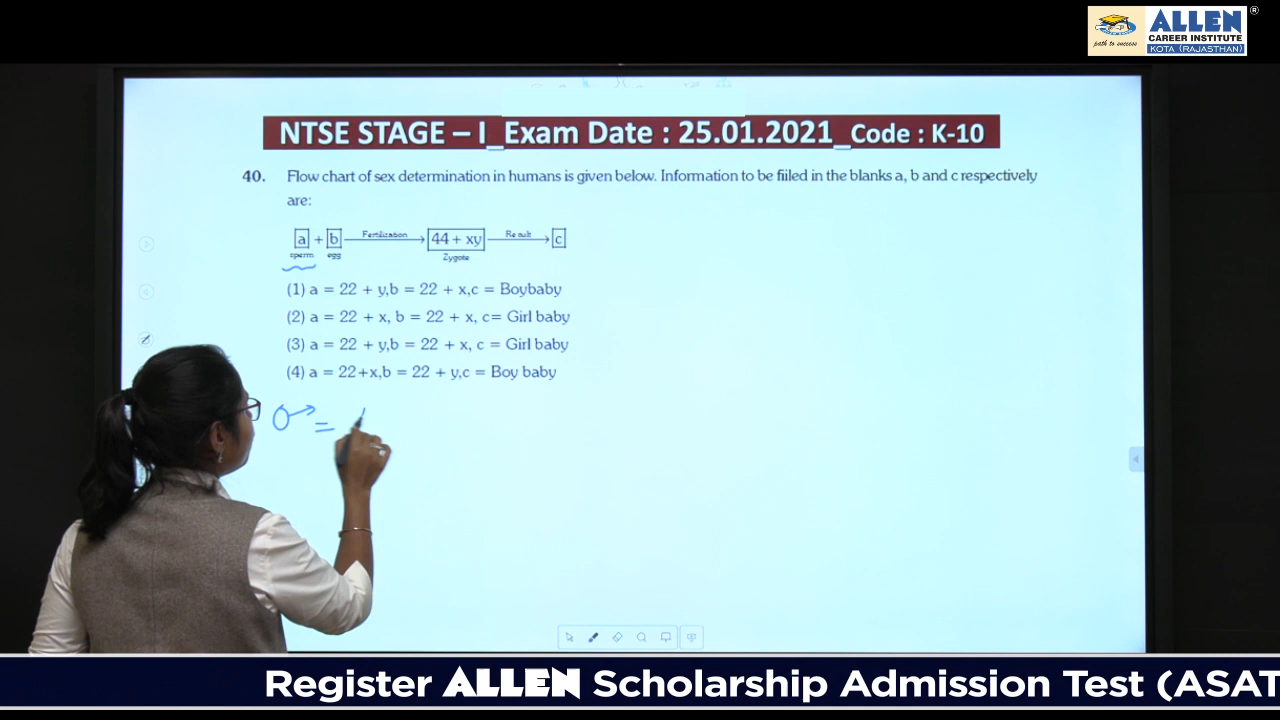 ALLEN
®
CAREER INSTITUTE
path to success
KOTA (RAJASTHAN)
NTSE STAGE – I_Exam Date : 25.01.2021_Code : K-10
40. Flow chart of sex determination in humans is given below. Information to be fiiled in the blanks a, b and c respectively
are:
a + b Fertilization 44 + xy Result c
sperm egg Zygote
(1) a = 22 + y,b = 22 + x,c = Boybaby
(2) a = 22 + x, b = 22 + x, c= Girl baby
(3) a = 22 + y,b = 22 + x, c = Girl baby
(4) a = 22+x,b = 22 + y,c = Boy baby
=
Register ALLEN Scholarship Admission Test (ASAT